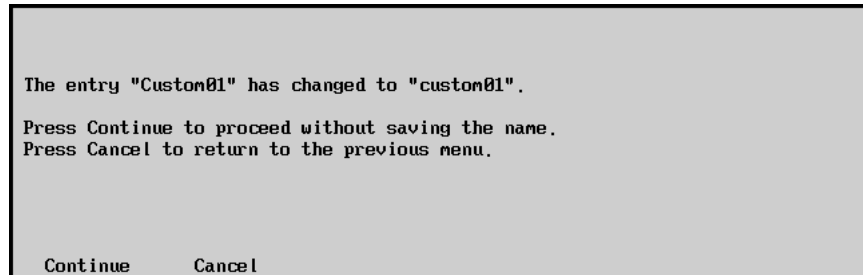 The entry "Custom01" has changed to "custom01".
Press Continue to proceed without saving the name.
Press Cancel to return to the previous menu.
Continue Cancel